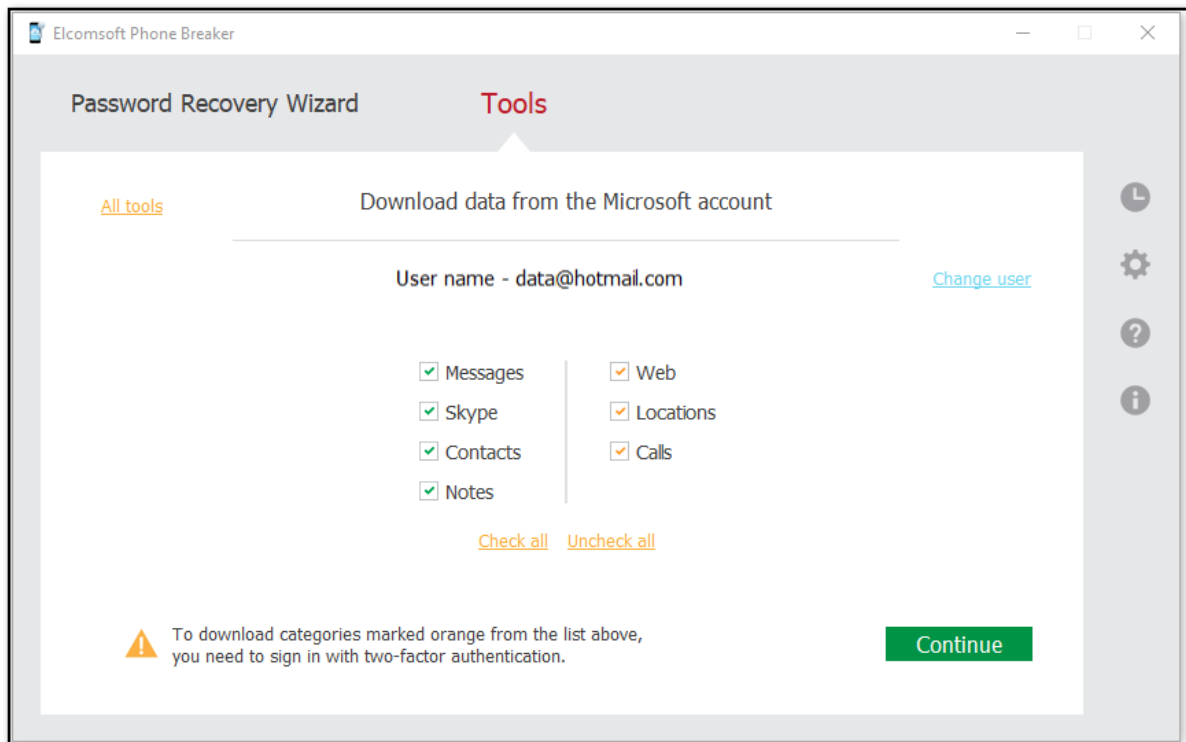 Elcomsoft Phone Breaker
Password Recovery Wizard
Tools
All tools
Download data from the Microsoft account
User name - data@hotmail.com
Change user
Messages
Web
Skype
Locations
Contacts
Calls
Notes
Check all
Uncheck all
To download categories marked orange from the list above,
you need to sign in with two-factor authentication.
Continue